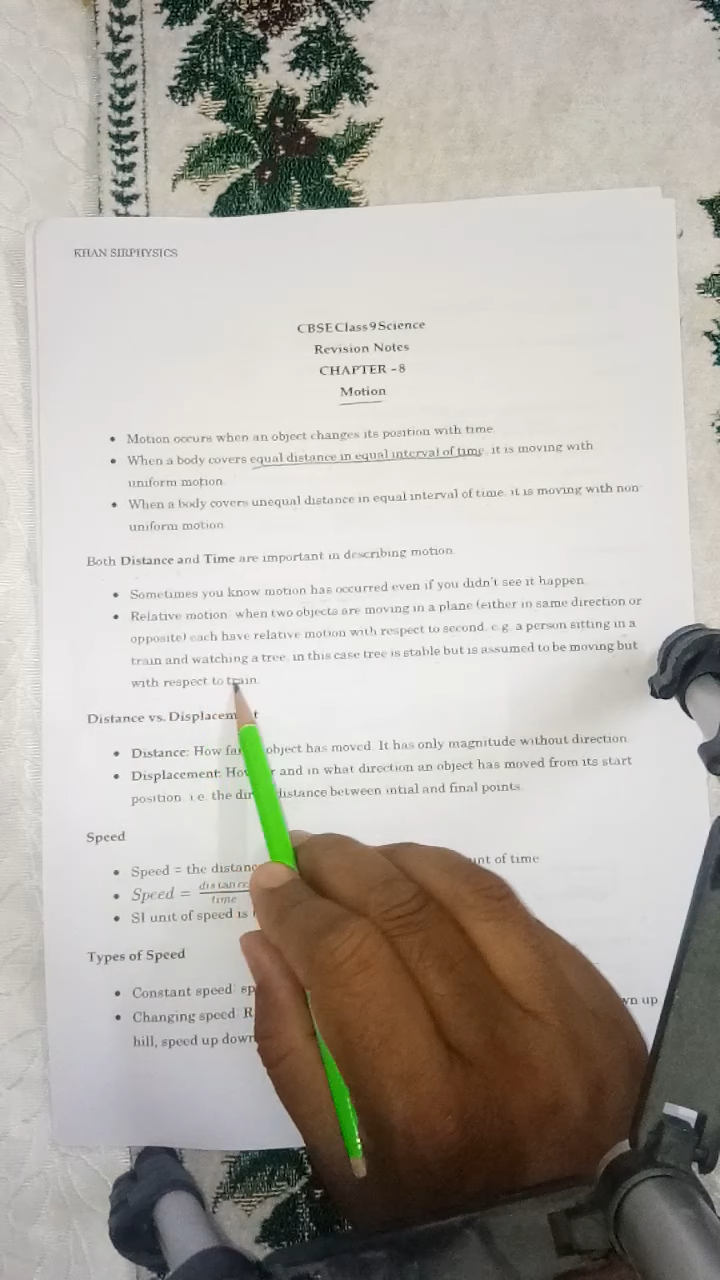 KHAN SIRPHYSICS
CBSE Class 9 Science
Revision Notes
CHAPTER - 8
Motion
• Motion occurs when an object changes its position with time.
• When a body covers equal distance in equal interval of time, it is moving with
uniform motion.
• When a body covers unequal distance in equal interval of time, it is moving with non-
uniform motion.
Both Distance and Time are important in describing motion.
• Sometimes you know motion has occurred even if you didn't see it happen.
• Relative motion: when two objects are moving in a plane (either in same direction or
opposite) each have relative motion with respect to second. e.g. a person sitting in a
train and watching a tree, in this case tree is stable but is assumed to be moving but
with respect to train.
Distance vs. Displacement
• Distance: How far object has moved. It has only magnitude without direction.
• Displacement: How and in what direction an object has moved from its start
position. i.e. the distance between intial and final points.
Speed
• Speed = the of time
• Speed = distance/time
• SI unit of speed is
Types of Speed
• Constant speed:
• Changing speed: up
hill, speed up down